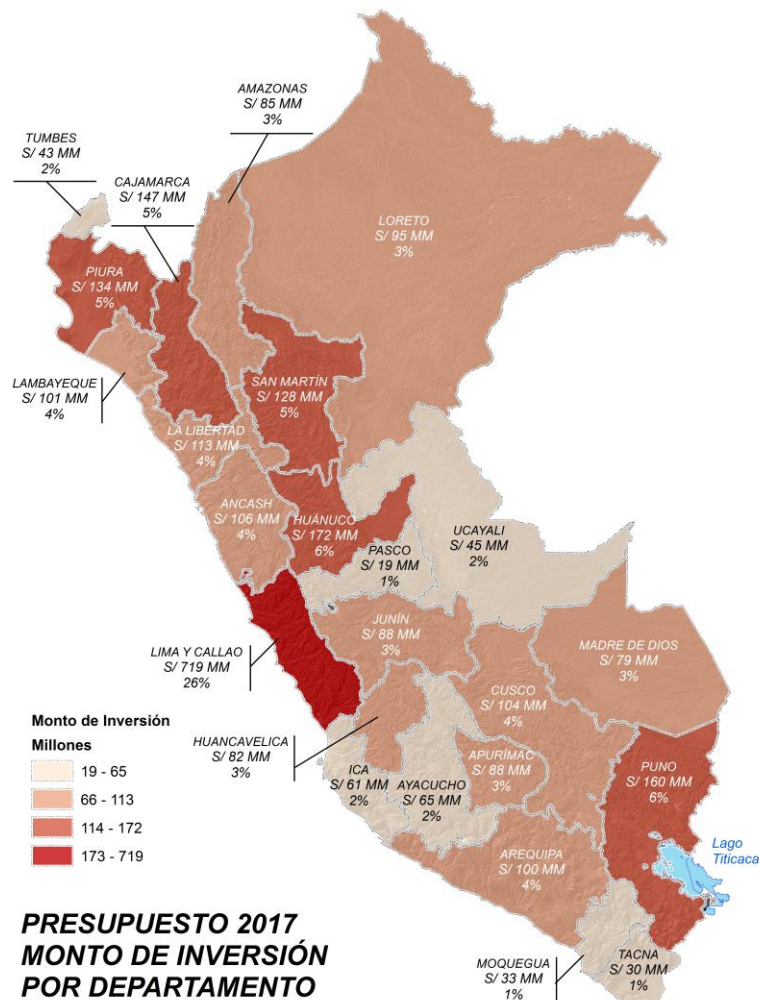 AMAZONAS
S/ 85 MM
3%
TUMBES
S/ 43 MM
2%
CAJAMARCA
S/ 147 MM
5%
LORETO
S/ 95 MM
3%
PIURA
S/ 134 MM
5%
LAMBAYEQUE
S/ 101 MM
4%
SAN MARTÍN
S/ 128 MM
5%
LA LIBERTAD
S/ 113 MM
4%
ANCASH
S/ 106 MM
4%
HUÁNUCO
S/ 172 MM
6%
UCAYALI
S/ 45 MM
2%
PASCO
S/ 19 MM
1%
LIMA Y CALLAO
S/ 719 MM
26%
JUNÍN
S/ 88 MM
3%
MADRE DE DIOS
S/ 79 MM
3%
CUSCO
S/ 104 MM
4%
HUANCAVELICA
S/ 82 MM
3%
ICA
S/ 61 MM
2%
AYACUCHO
S/ 65 MM
2%
APURÍMAC
S/ 88 MM
3%
PUNO
S/ 160 MM
6%
Lago
Titicaca
AREQUIPA
S/ 100 MM
4%
MOQUEGUA
S/ 33 MM
1%
TACNA
S/ 30 MM
1%
Monto de Inversión
Millones
19 - 65
66 - 113
114 - 172
173 - 719
PRESUPUESTO 2017
MONTO DE INVERSIÓN
POR DEPARTAMENTO